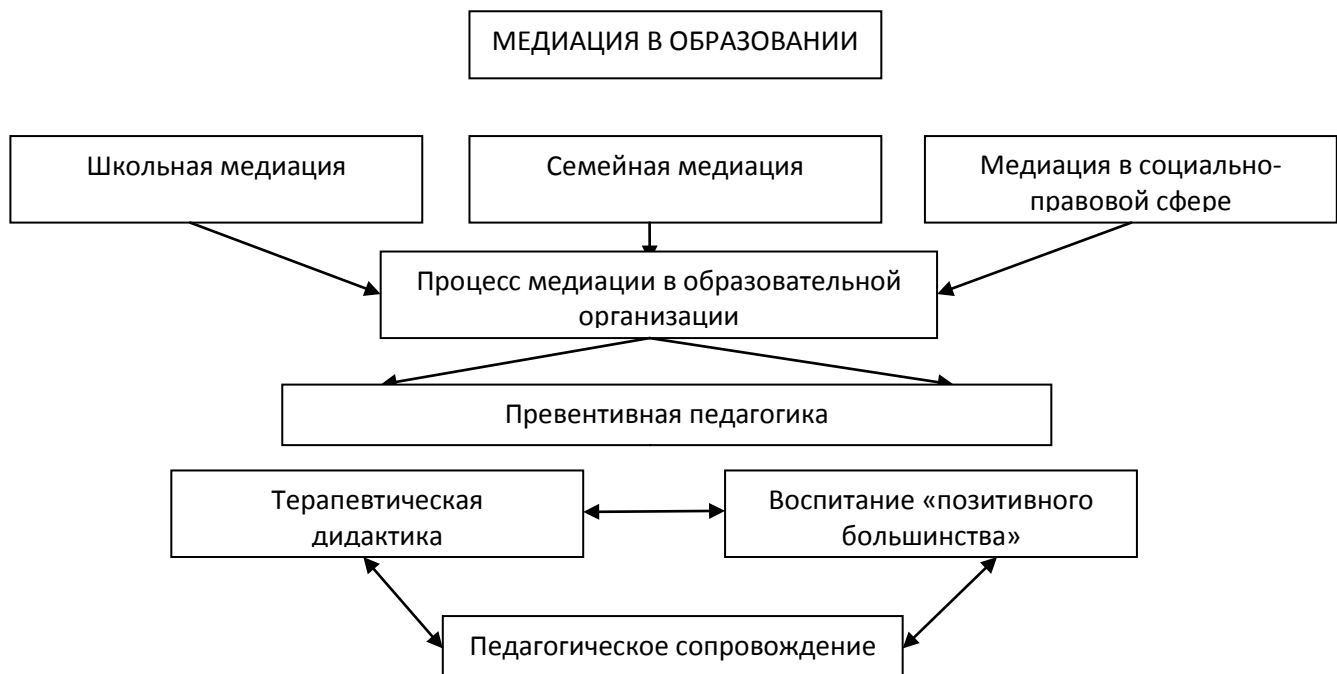 МЕДИАЦИЯ В ОБРАЗОВАНИИ
Школьная медиация
Семейная медиация
Медиация в социально-
правовой сфере
Процесс медиации в образовательной
организации
Превентивная педагогика
Терапевтическая
дидактика
Воспитание «позитивного
большинства»
Педагогическое сопровождение